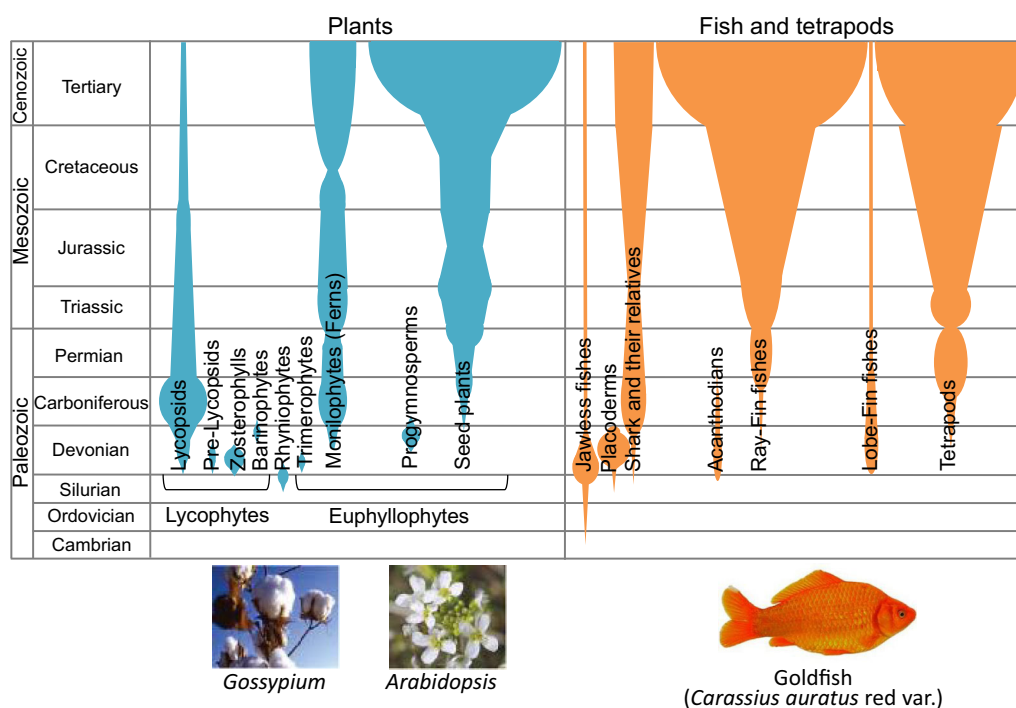 Plants
Fish and tetrapods
Cenozoic
Mesozoic
Paleozoic
Tertiary
Cretaceous
Jurassic
Triassic
Permian
Carboniferous
Devonian
Silurian
Ordovician
Cambrian
Lycopsids
Pre-Lycopsids
Zosterophylls
Barinophytes
Rhyniophytes
Trimerophytes
Monilophytes (Ferns)
Progymnosperms
Seed plants
Jawless fishes
Placoderms
Shark and their relatives
Acanthodians
Ray-Fin fishes
Lobe-Fin fishes
Tetrapods
Lycophytes
Euphyllophytes
Gossypium
Arabidopsis
Goldfish
(Carassius auratus red var.)